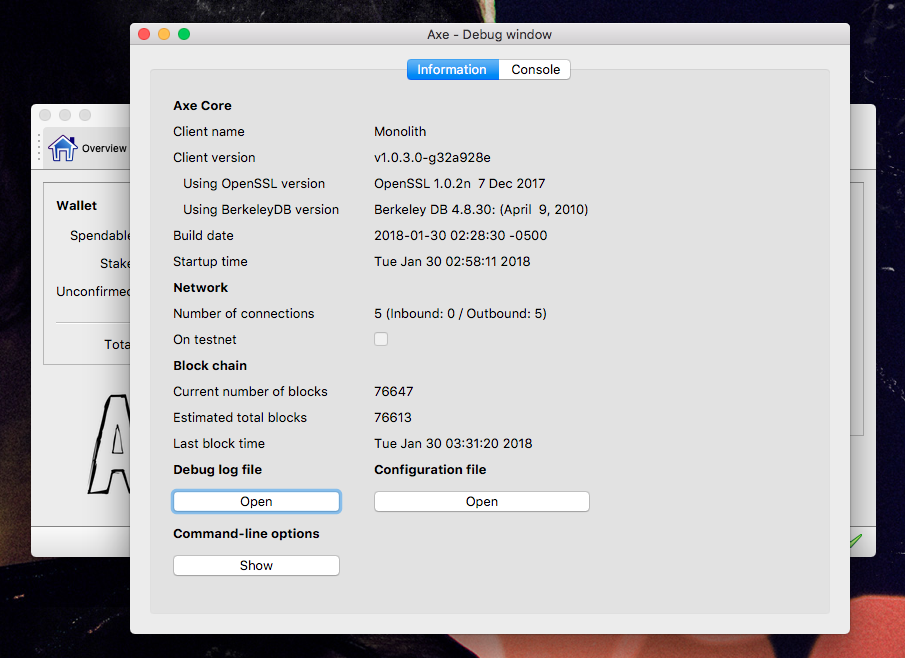 Axe - Debug window
Information Console
Overview
Wallet
Spendable
Stake
Unconfirmed
Tota
A
Axe Core
Client name Monolith
Client version v1.0.3.0-g32a928e
Using OpenSSL version OpenSSL 1.0.2n 7 Dec 2017
Using BerkeleyDB version Berkeley DB 4.8.30: (April 9, 2010)
Build date 2018-01-30 02:28:30 -0500
Startup time Tue Jan 30 02:58:11 2018
Network
Number of connections 5 (Inbound: 0 / Outbound: 5)
On testnet
Block chain
Current number of blocks 76647
Estimated total blocks 76613
Last block time Tue Jan 30 03:31:20 2018
Debug log file Configuration file
Open Open
Command-line options
Show